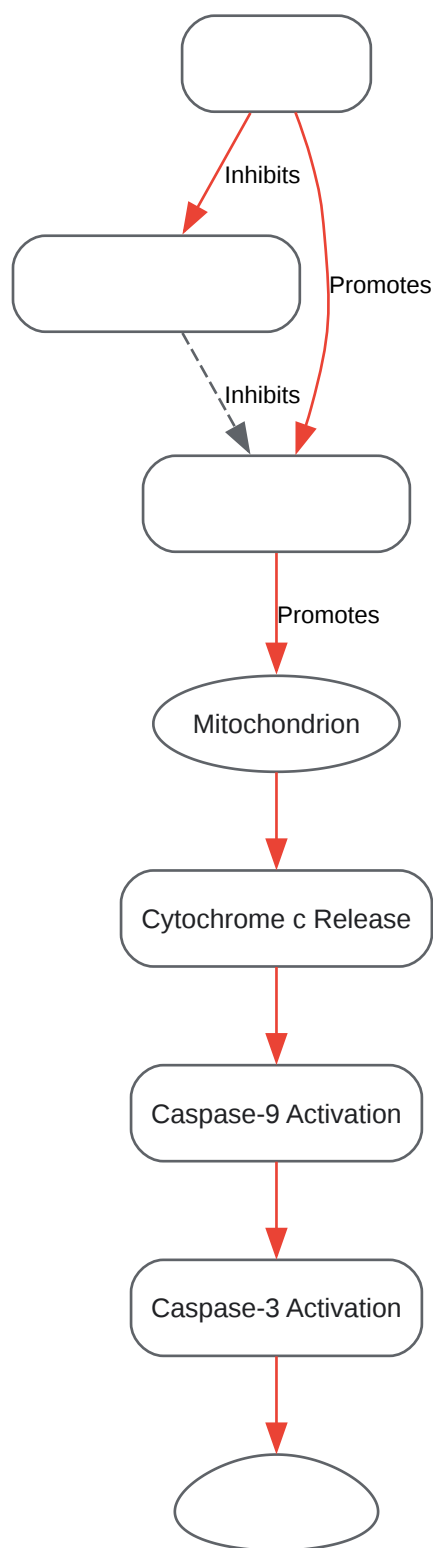 Inhibits
Promotes
Inhibits
Promotes
Mitochondrion
Cytochrome c Release
Caspase-9 Activation
Caspase-3 Activation